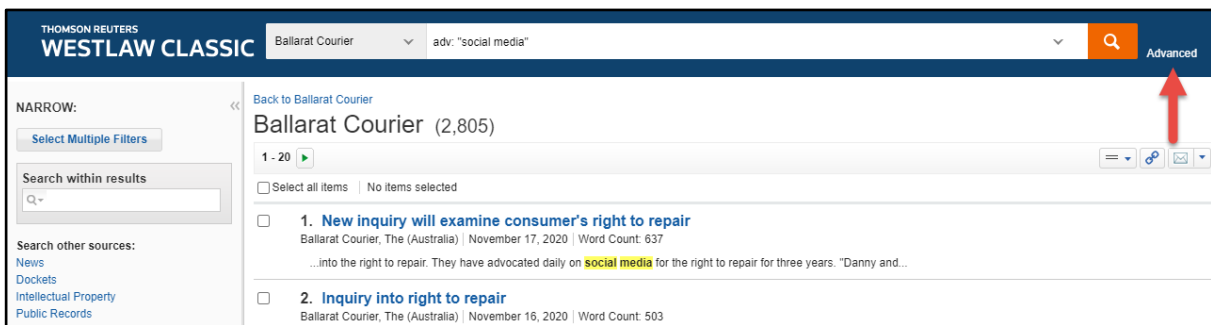 THOMSON REUTERS
WESTLAW CLASSIC
Ballarat Courier
adv: "social media"
Advanced
NARROW:
Select Multiple Filters
Search within results
Search other sources:
News
Dockets
Intellectual Property
Public Records
Back to Ballarat Courier
Ballarat Courier (2,805)
1 - 20
Select all items | No items selected
1. New inquiry will examine consumer's right to repair
Ballarat Courier, The (Australia) | November 17, 2020 | Word Count: 637
...into the right to repair. They have advocated daily on social media for the right to repair for three years. "Danny and...
2. Inquiry into right to repair
Ballarat Courier, The (Australia) | November 16, 2020 | Word Count: 503